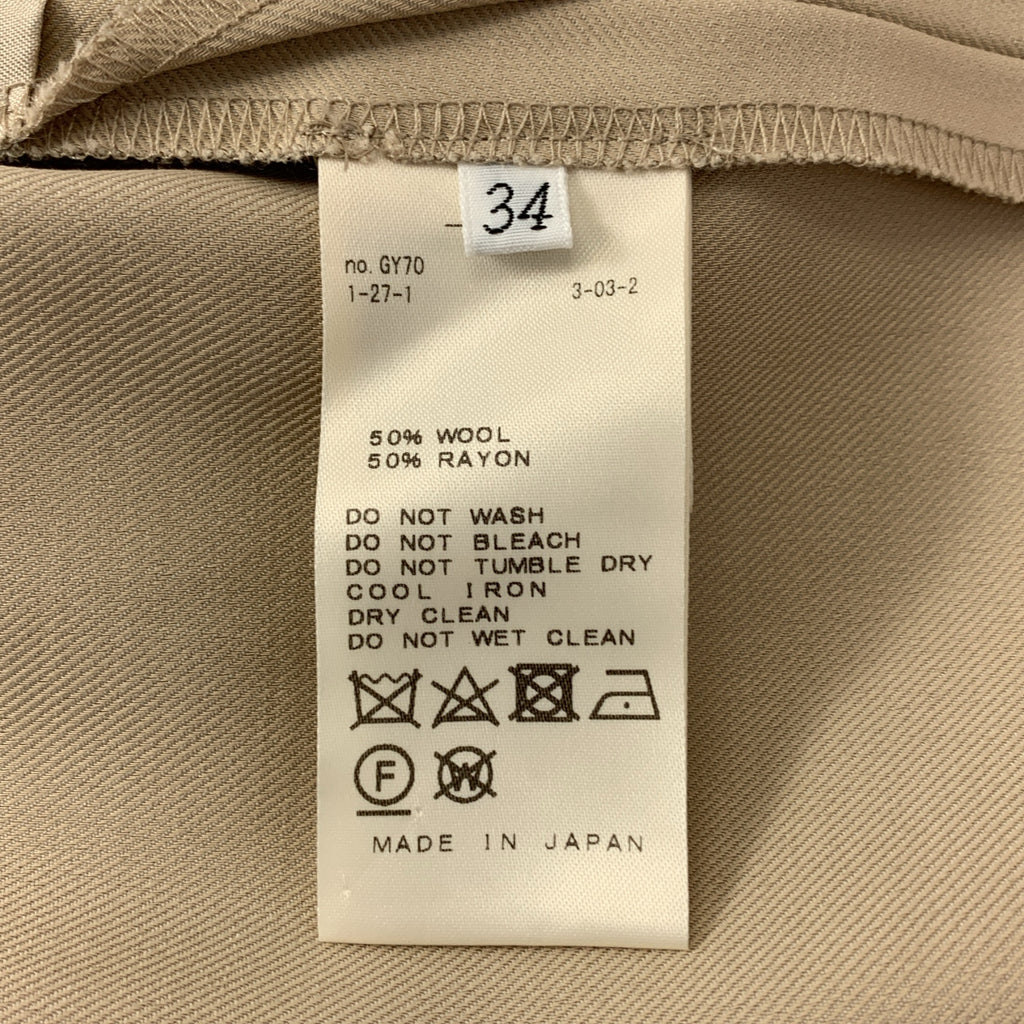 34
no. GY70
1-27-1 3-03-2
50% WOOL
50% RAYON
DO NOT WASH
DO NOT BLEACH
DO NOT TUMBLE DRY
COOL IRON
DRY CLEAN
DO NOT WET CLEAN
F W
MADE IN JAPAN